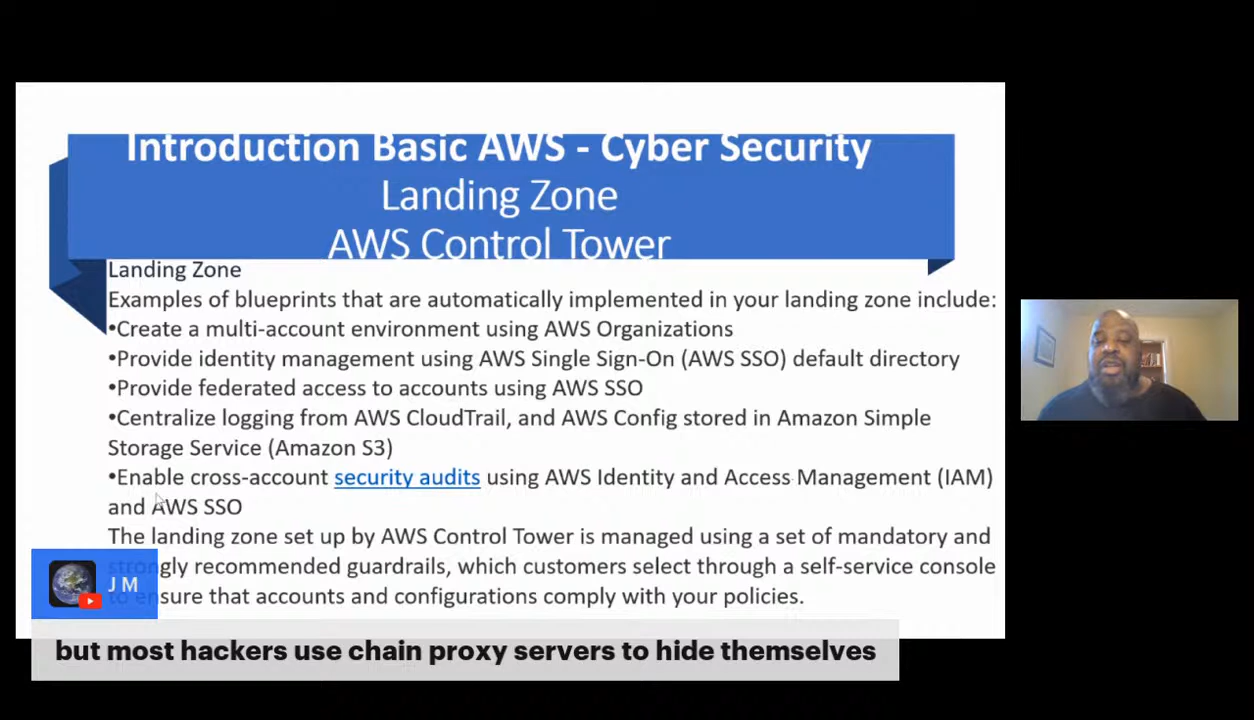 Introduction Basic AWS - Cyber Security
Landing Zone
AWS Control Tower
Landing Zone
Examples of blueprints that are automatically implemented in your landing zone include:
•Create a multi-account environment using AWS Organizations
•Provide identity management using AWS Single Sign-On (AWS SSO) default directory
•Provide federated access to accounts using AWS SSO
•Centralize logging from AWS CloudTrail, and AWS Config stored in Amazon Simple
Storage Service (Amazon S3)
•Enable cross-account security audits using AWS Identity and Access Management (IAM)
and AWS SSO
The landing zone set up by AWS Control Tower is managed using a set of mandatory and
strongly recommended guardrails, which customers select through a self-service console
to ensure that accounts and configurations comply with your policies.
J M
but most hackers use chain proxy servers to hide themselves